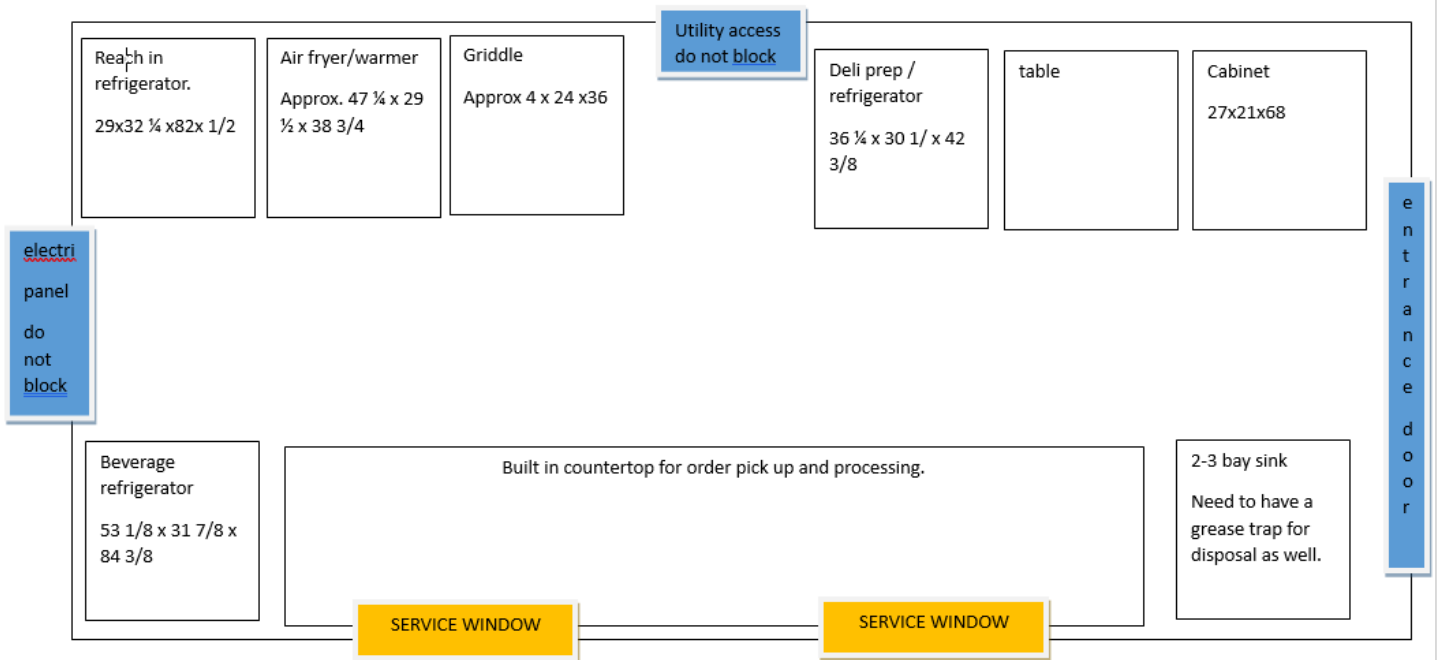 Utility access
do not block
Reach in
refrigerator.
29x32 ¼ x82x 1/2
Air fryer/warmer
Approx. 47 ¼ x 29
½ x 38 3/4
Griddle
Approx 4 x 24 x36
Deli prep /
refrigerator
36 ¼ x 30 1/ x 42
3/8
table
Cabinet
27x21x68
electri
panel
do
not
block
entrance door
Beverage
refrigerator
53 1/8 x 31 7/8 x
84 3/8
Built in countertop for order pick up and processing.
2-3 bay sink
Need to have a
grease trap for
disposal as well.
SERVICE WINDOW
SERVICE WINDOW